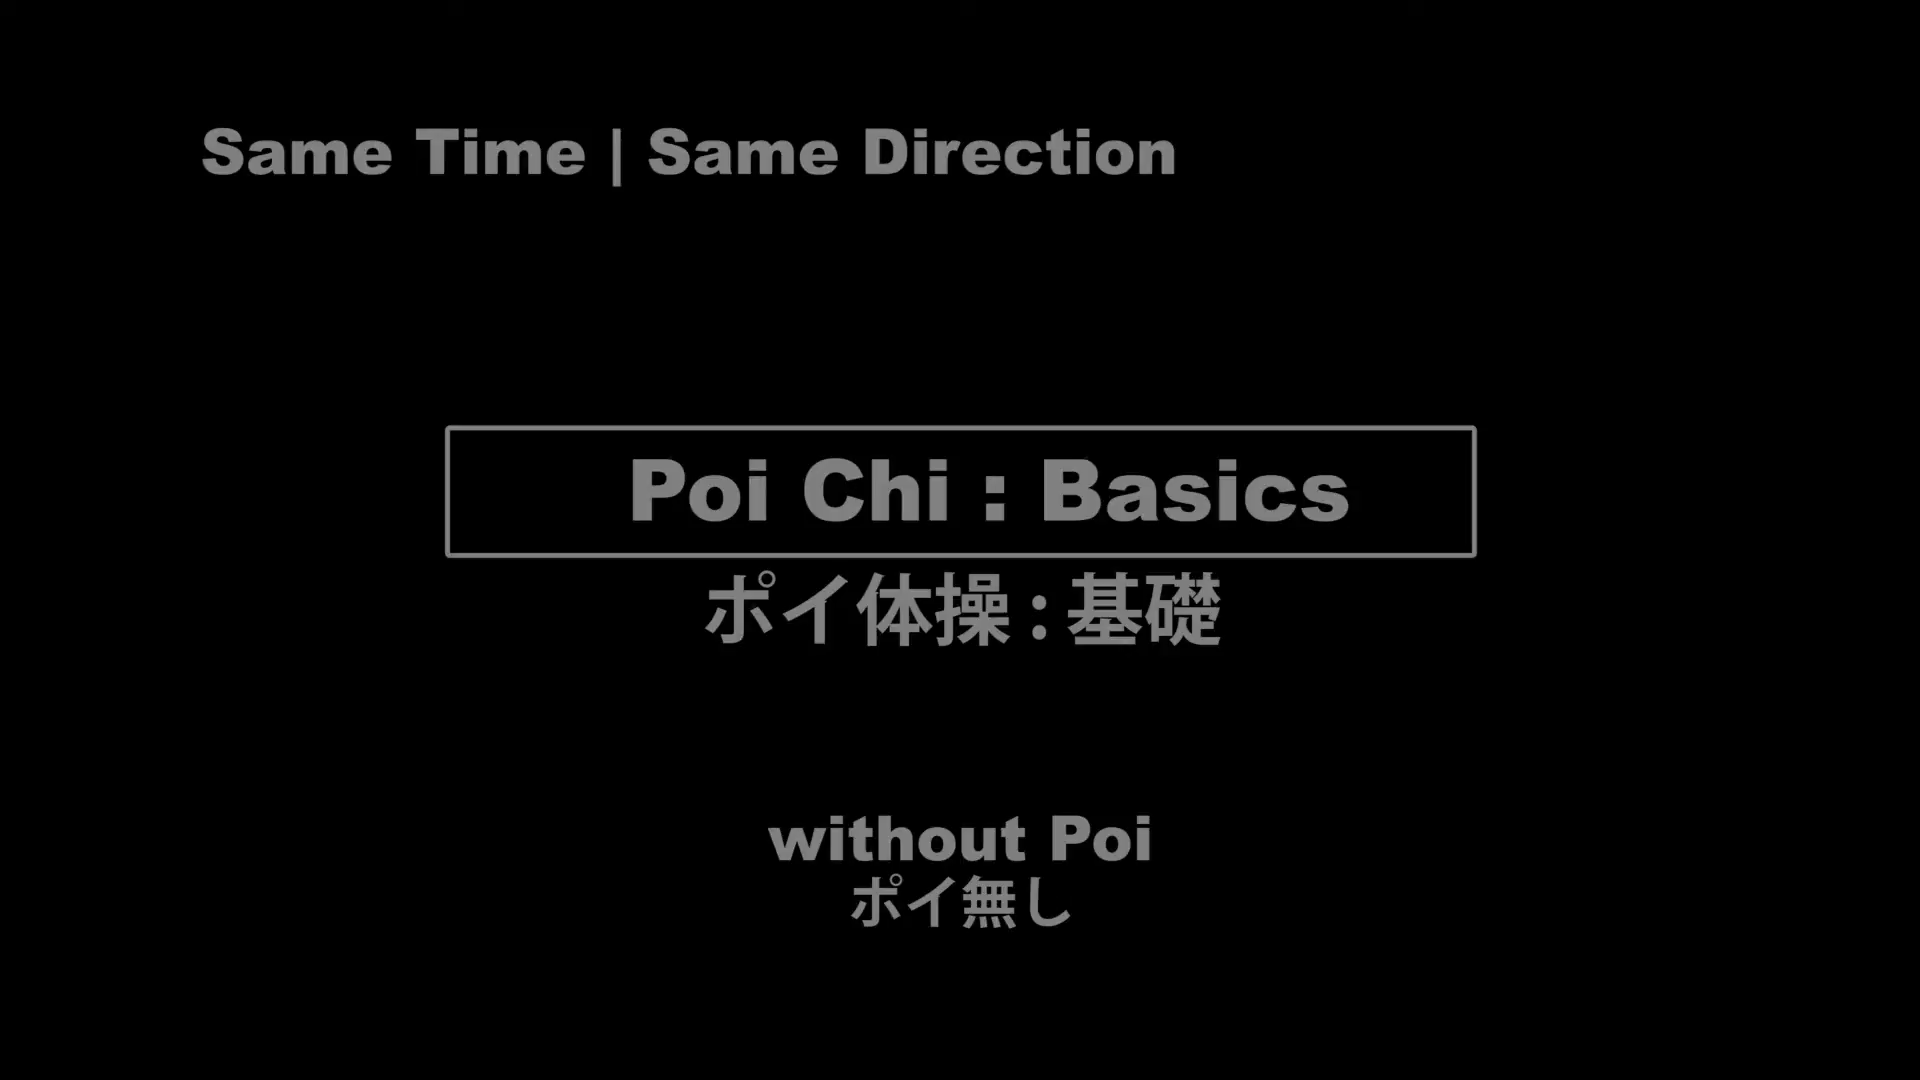 Same Time | Same Direction
Poi Chi : Basics
ポイ体操 : 基礎
without Poi
ポイ無し